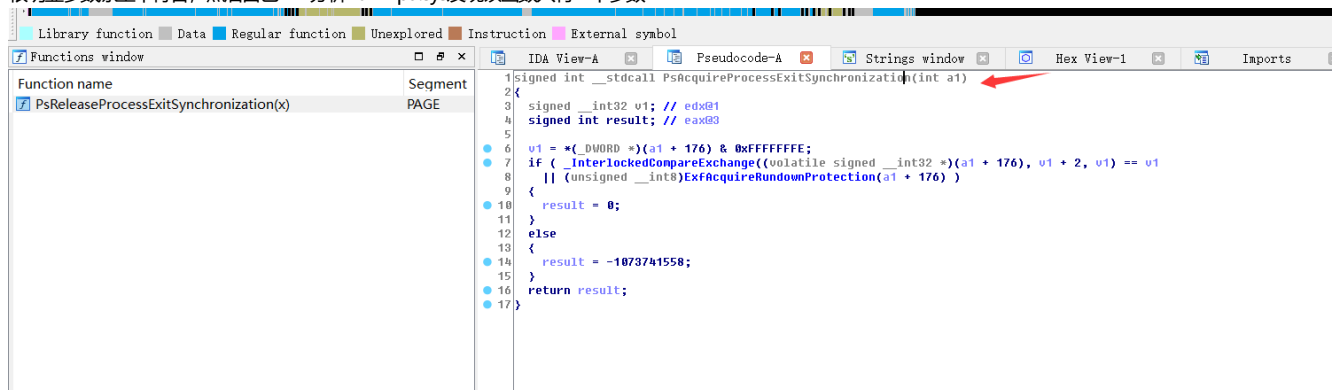 Library function Data Regular function Unexplored Instruction External symbol
Functions window
IDA View-A Pseudocode-A Strings window Hex View-1 Imports
Function name Segment
PsReleaseProcessExitSynchronization(x) PAGE
1 signed int __stdcall PsAcquireProcessExitSynchronization(int a1)
2 {
3 signed __int32 v1; // edx@1
4 signed int result; // eax@3
5
6 v1 = *(_DWORD *)(a1 + 176) & 0xFFFFFFFE;
7 if ( _InterlockedCompareExchange((volatile signed __int32 *)(a1 + 176), v1 + 2, v1) == v1
8 || (unsigned __int8)ExfAcquireRundownProtection(a1 + 176) )
9 {
10 result = 0;
11 }
12 else
13 {
14 result = -1073741558;
15 }
16 return result;
17 }